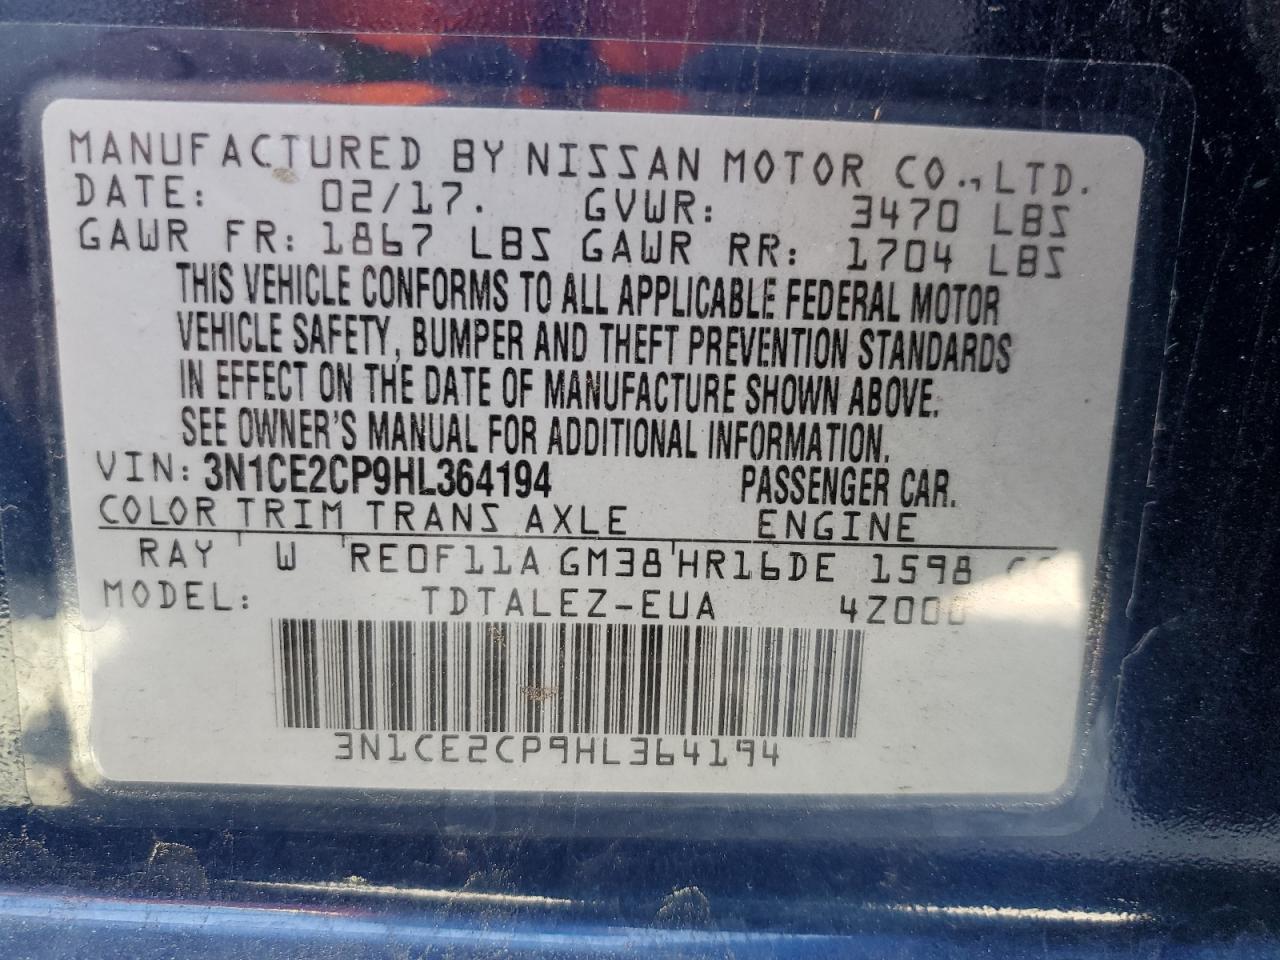 MANUFACTURED BY NISSAN MOTOR CO., LTD.
DATE: 02/17. GVWR: 3470 LBS
GAWR FR: 1867 LBS GAWR RR: 1704 LBS
THIS VEHICLE CONFORMS TO ALL APPLICABLE FEDERAL MOTOR
VEHICLE SAFETY, BUMPER AND THEFT PREVENTION STANDARDS
IN EFFECT ON THE DATE OF MANUFACTURE SHOWN ABOVE.
SEE OWNER'S MANUAL FOR ADDITIONAL INFORMATION.
VIN: 3N1CE2CP9HL364194 PASSENGER CAR.
COLOR TRIM TRANS AXLE ENGINE
RAY W RE0F11A GM38 HR16DE 1598
MODEL: TDTALEZ-EUA
3N1CE2CP9HL364194